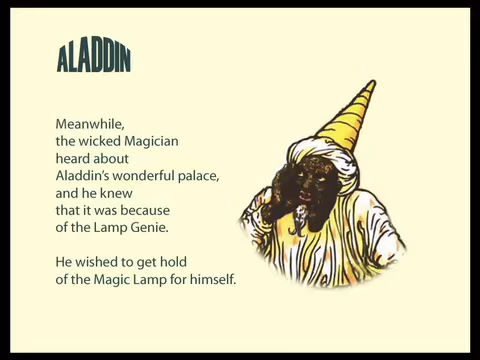 ALADDIN
Meanwhile,
the wicked Magician
heard about
Aladdin's wonderful palace,
and he knew
that it was because
of the Lamp Genie.
He wished to get hold
of the Magic Lamp for himself.